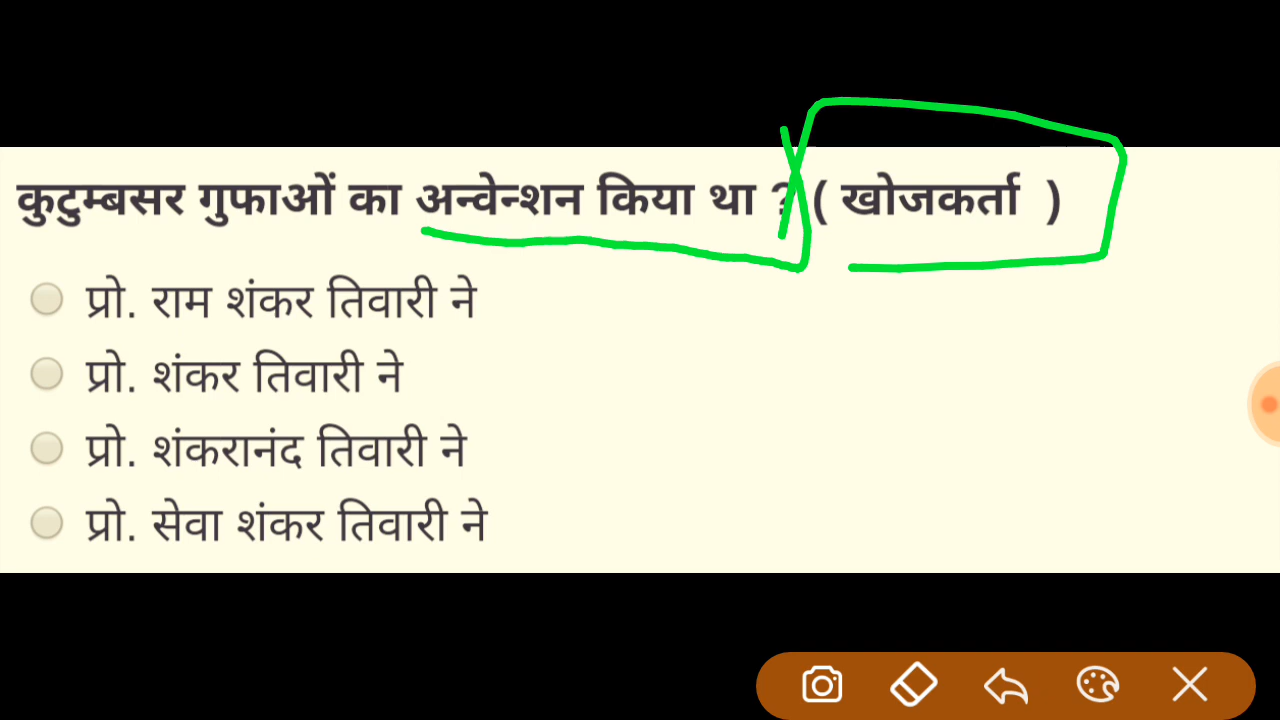 कुटुम्बसर गुफाओं का अन्वेन्शन किया था ? ( खोजकर्ता )
प्रो. राम शंकर तिवारी ने
प्रो. शंकर तिवारी ने
प्रो. शंकरानंद तिवारी ने
प्रो. सेवा शंकर तिवारी ने